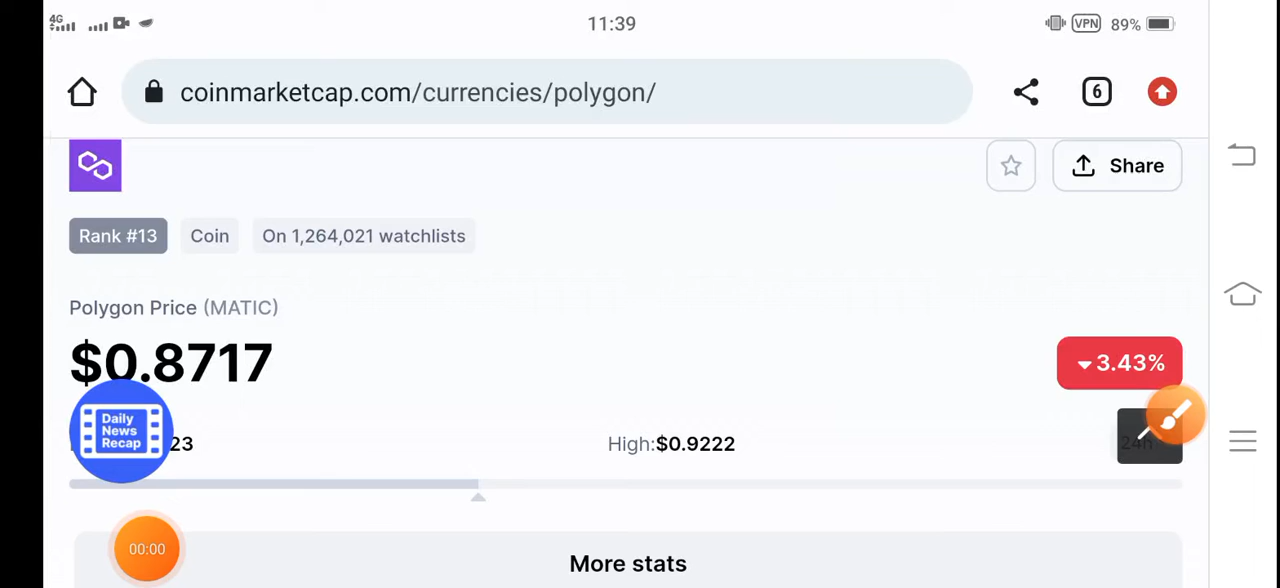 4G
11:39
VPN 89%
coinmarketcap.com/currencies/polygon/
6
Share
Rank #13 Coin On 1,264,021 watchlists
Polygon Price (MATIC)
$0.8717
3.43%
Daily
News
Recap
23
High:$0.9222
24h
00:00
More stats